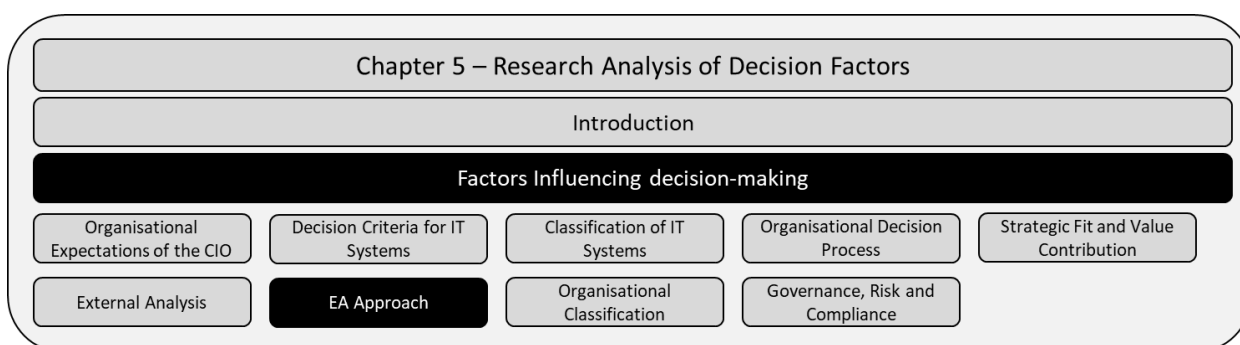 Chapter 5 – Research Analysis of Decision Factors
Introduction
Factors Influencing decision-making
Organisational
Expectations of the CIO
Decision Criteria for IT
Systems
Classification of IT
Systems
Organisational Decision
Process
Strategic Fit and Value
Contribution
External Analysis
EA Approach
Organisational
Classification
Governance, Risk and
Compliance